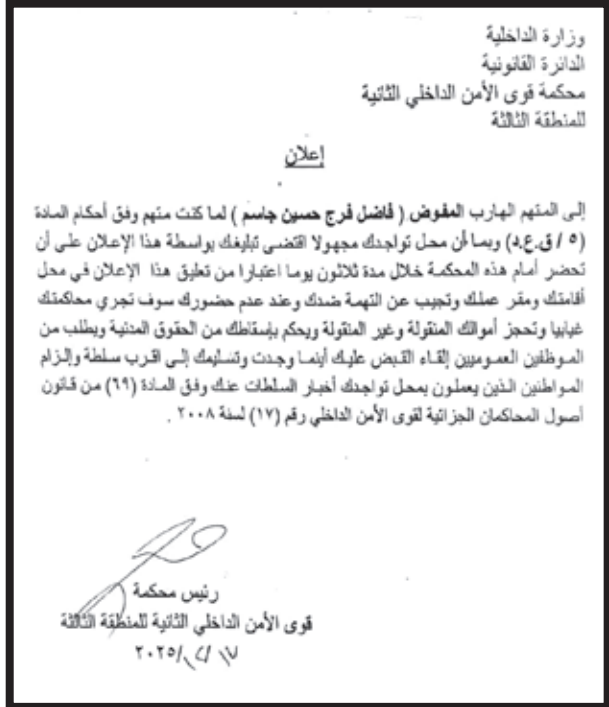 وزارة الداخلية
الدائرة القانونية
محكمة قوى الأمن الداخلي الثانية
للمنطقة الثالثة
إعلان
إلى المتهم الهارب المفوض ( فاضل فرج حسين جاسم ) لما كنت متهم وفق أحكام المادة
(٥ / ق.ع.د) وبما أن محل تواجدك مجهولا اقتضى تبليغك بواسطة هذا الإعلان على أن
تحضر أمام هذه المحكمة خلال مدة ثلاثون يوما اعتبارا من تعليق هذا الإعلان في محل
أقامتك ومقر عملك وتجيب عن التهمة ضدك وعند عدم حضورك سوف تجري محاكمتك
غيابيا وتحجز أموالك المنقولة وغير المنقولة ويحكم بإسقاطك من الحقوق المدنية ويطلب من
الموظفين العموميين إلقاء القبض عليك أينما وجدت وتسليمك إلى اقرب سلطة وإلزام
المواطنين الذين يعملون بمحل تواجدك أخبار السلطات عنك وفق المادة (٦٩) من قانون
أصول المحاكمان الجزائية لقوى الأمن الداخلي رقم (١٧) لسنة ٢٠٠٨ .
رئيس محكمة
قوى الأمن الداخلي الثانية للمنطقة الثالثة
٢٠٢٥/